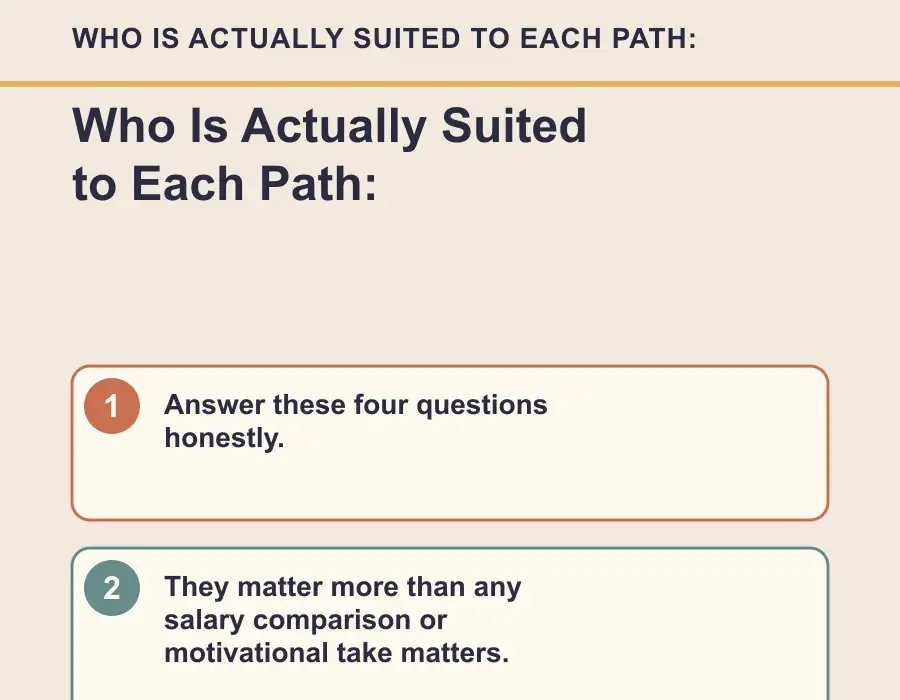 WHO IS ACTUALLY SUITED TO EACH PATH:
Who Is Actually Suited
to Each Path:
1
Answer these four questions
honestly.
2
They matter more than any
salary comparison or
motivational take matters.